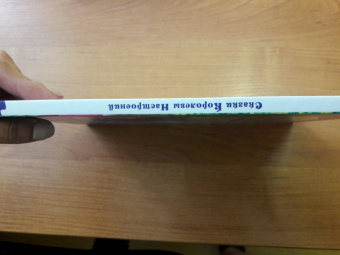 Сказки Королевы Настроений